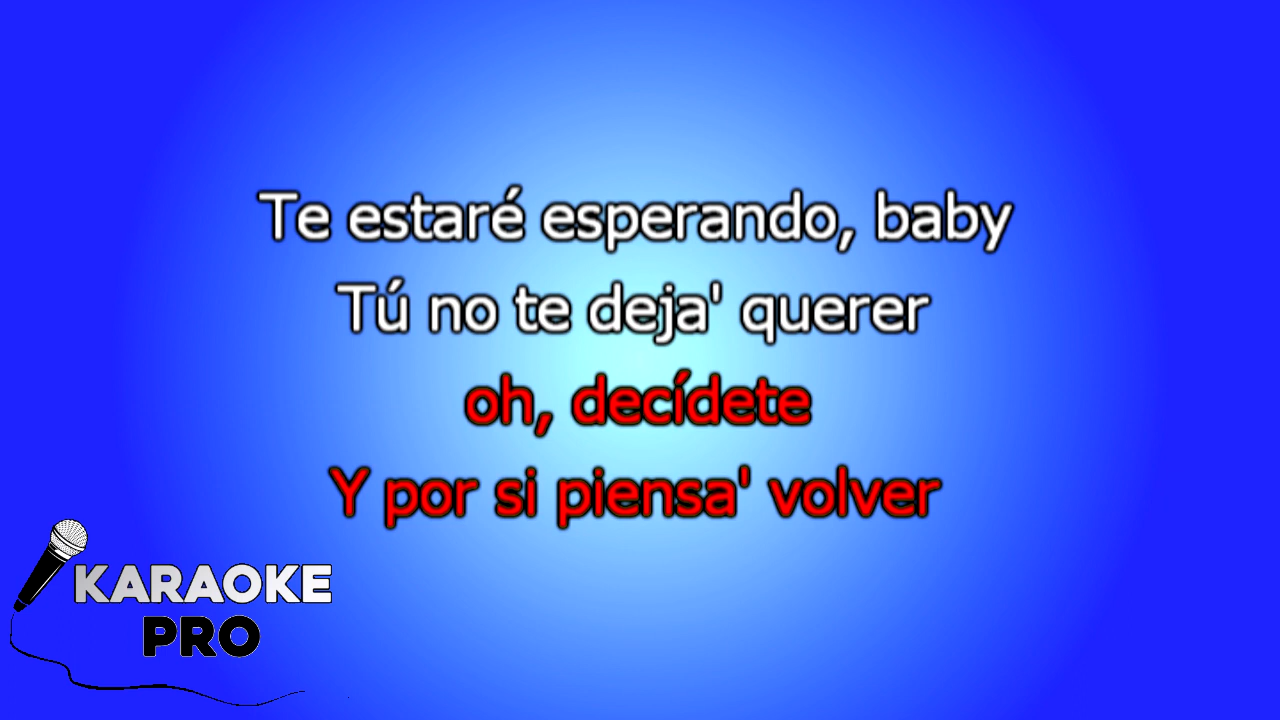 Te estaré esperando, baby
Tú no te deja' querer
oh, decídete
Y por si piensa' volver
KARAOKE
PRO